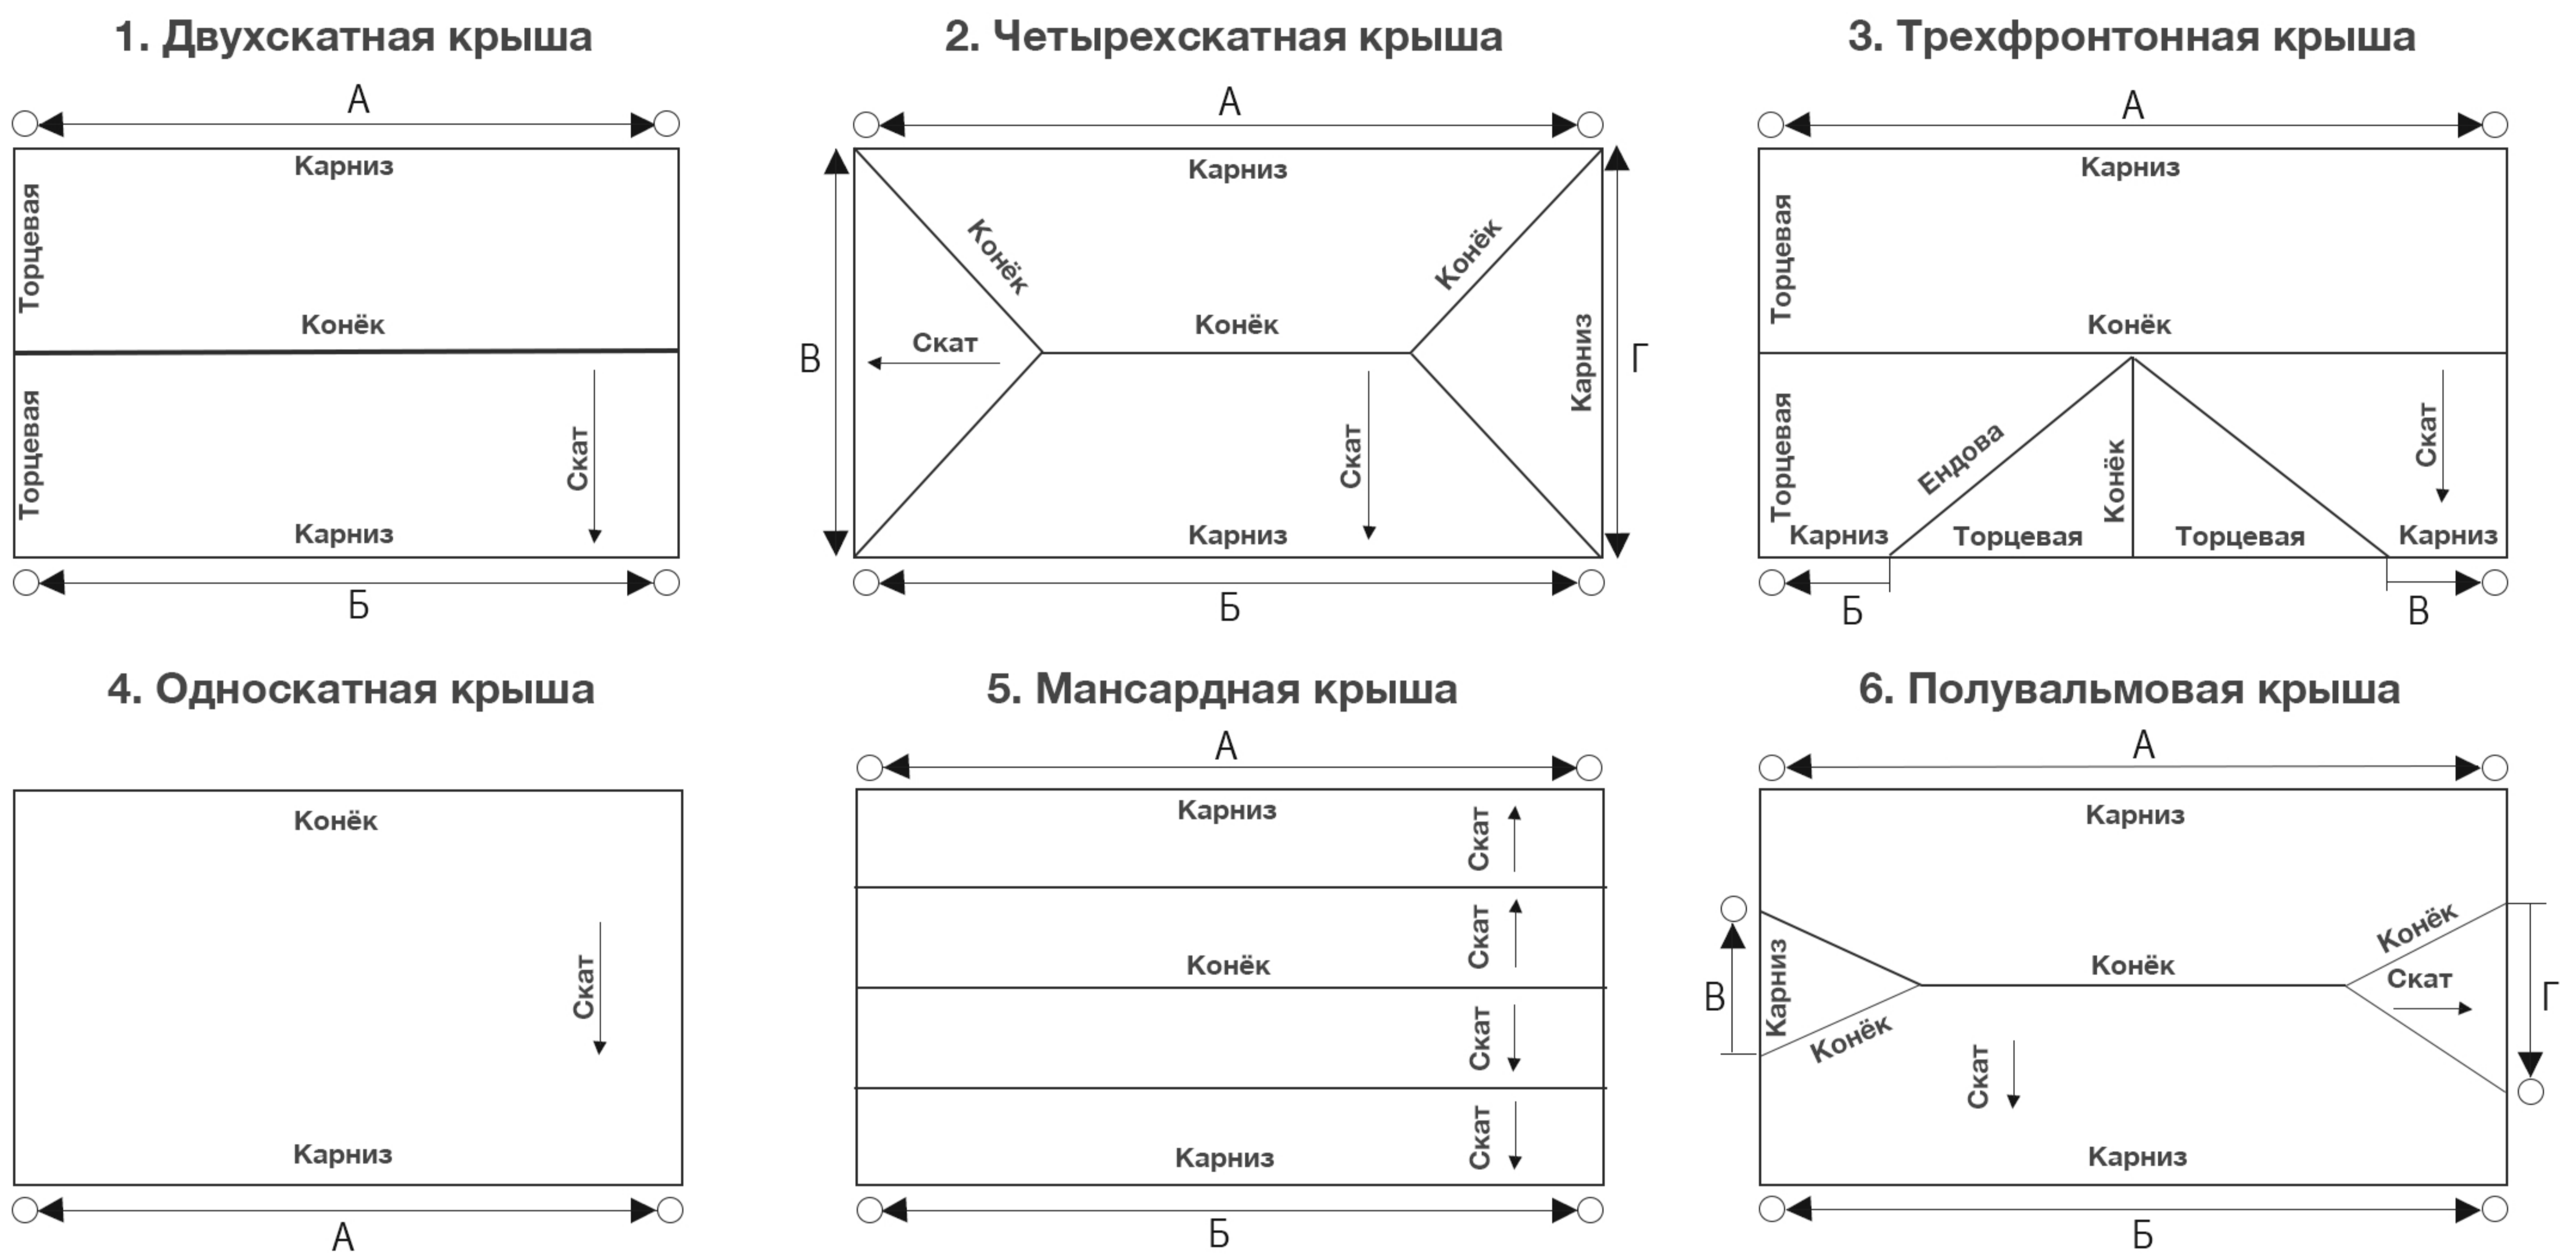 1. Двухскатная крыша
А
Карниз
Торцевая
Конёк
Торцевая
Скат
Карниз
Б
2. Четырехскатная крыша
А
Карниз
Конёк
Конёк
В
Скат
Конёк
Карниз
Г
Скат
Карниз
Б
3. Трехфронтонная крыша
А
Карниз
Торцевая
Конёк
Торцевая
Ендова
Конёк
Скат
Карниз
Торцевая
Торцевая
Карниз
Б
В
4. Односкатная крыша
Конёк
Скат
Карниз
А
5. Мансардная крыша
А
Карниз
Скат
Скат
Конёк
Скат
Карниз
Скат
Б
6. Полувальмовая крыша
А
Карниз
Конёк
В
Карниз
Конёк
Скат
Г
Конёк
Скат
Карниз
Б